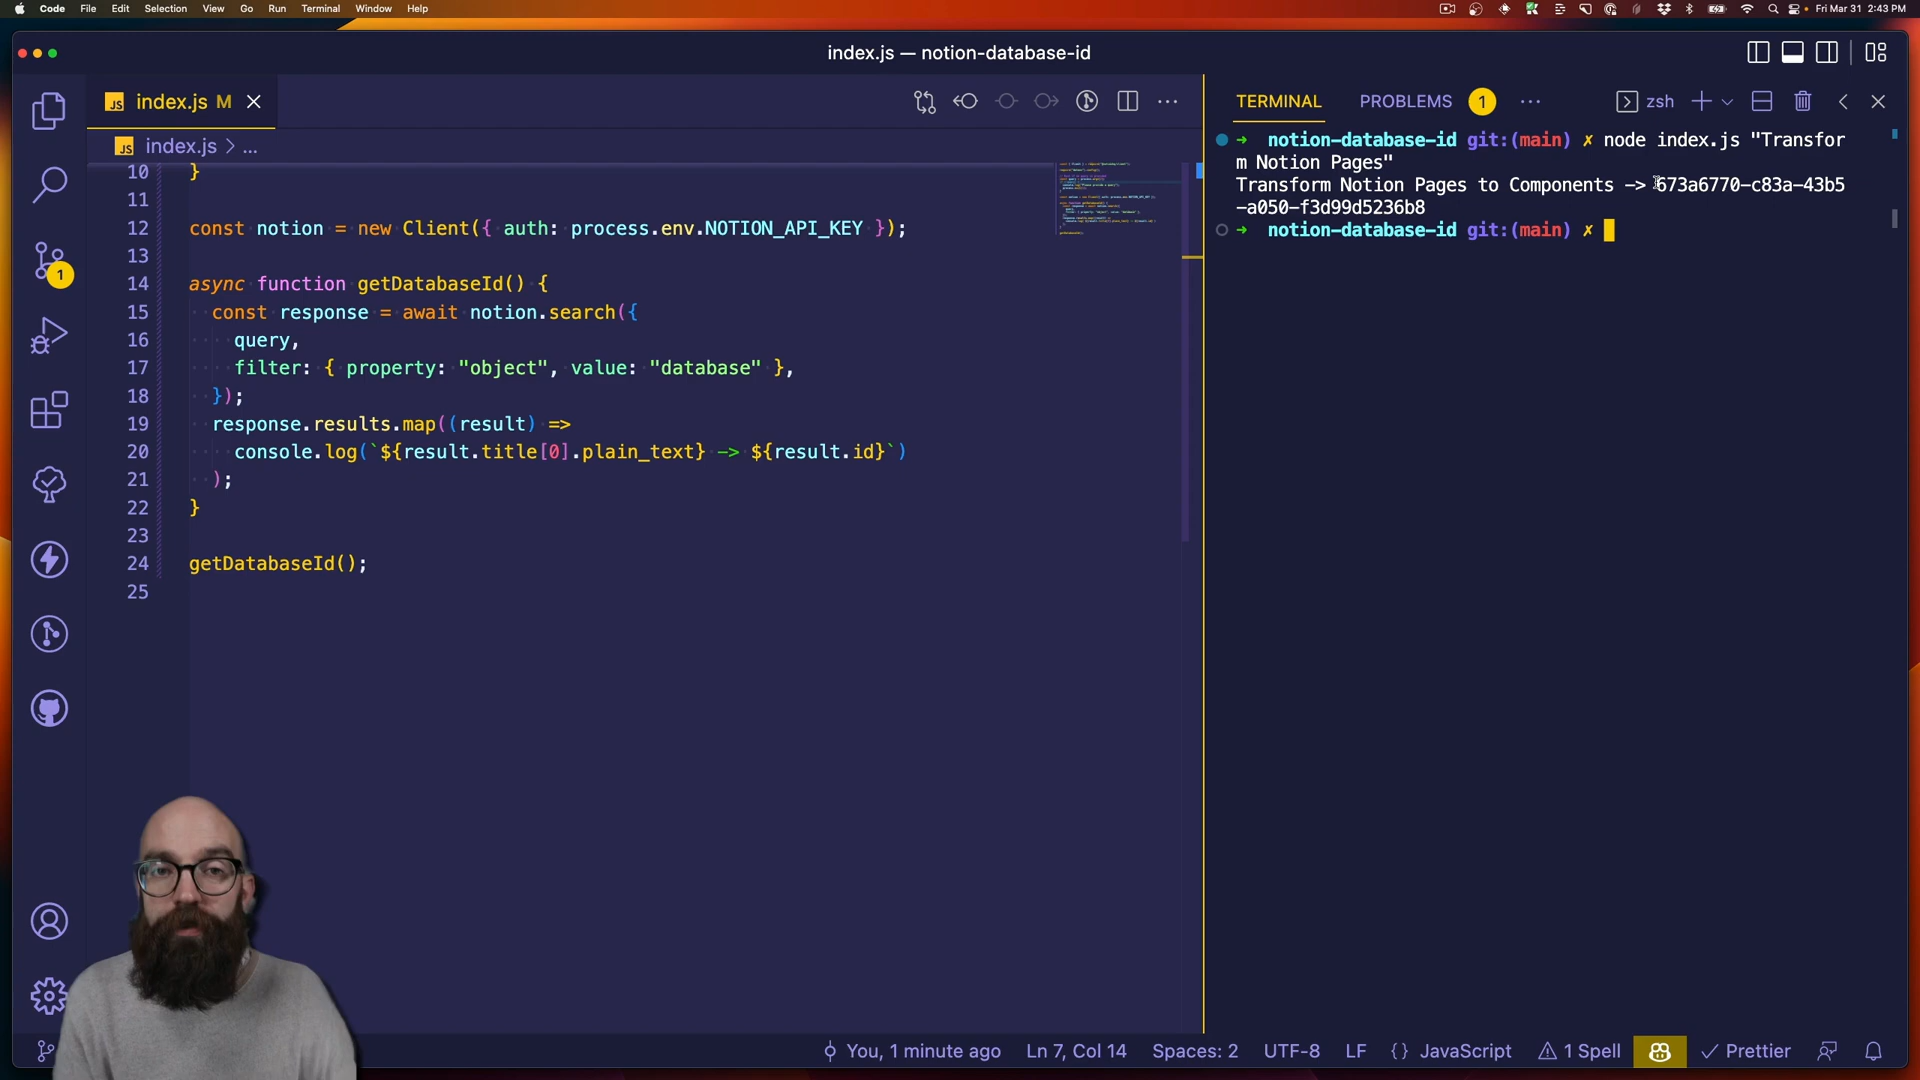 Code File Edit Selection View Go Run Terminal Window Help
Fri Mar 31 2:43 PM
index.js — notion-database-id
JS index.js M
JS index.js > ...
10 }
11
12 const notion = new Client({ auth: process.env.NOTION_API_KEY });
13
14 async function getDatabaseId() {
15 const response = await notion.search({
16 query,
17 filter: { property: "object", value: "database" },
18 });
19 response.results.map((result) =>
20 console.log(`${result.title[0].plain_text} -> ${result.id}`)
21 );
22 }
23
24 getDatabaseId();
25
TERMINAL PROBLEMS 1 ... zsh
➜ notion-database-id git:(main) ✗ node index.js "Transfor
m Notion Pages"
Transform Notion Pages to Components -> 673a6770-c83a-43b5
-a050-f3d99d5236b8
➜ notion-database-id git:(main) ✗
1
You, 1 minute ago Ln 7, Col 14 Spaces: 2 UTF-8 LF {} JavaScript 1 Spell Prettier